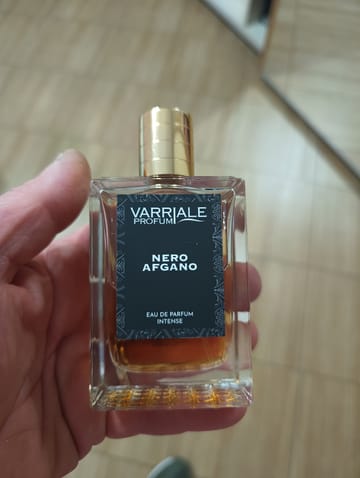 VARRIALE
PROFUMI
NERO
AFGANO
EAU DE PARFUM
INTENSE